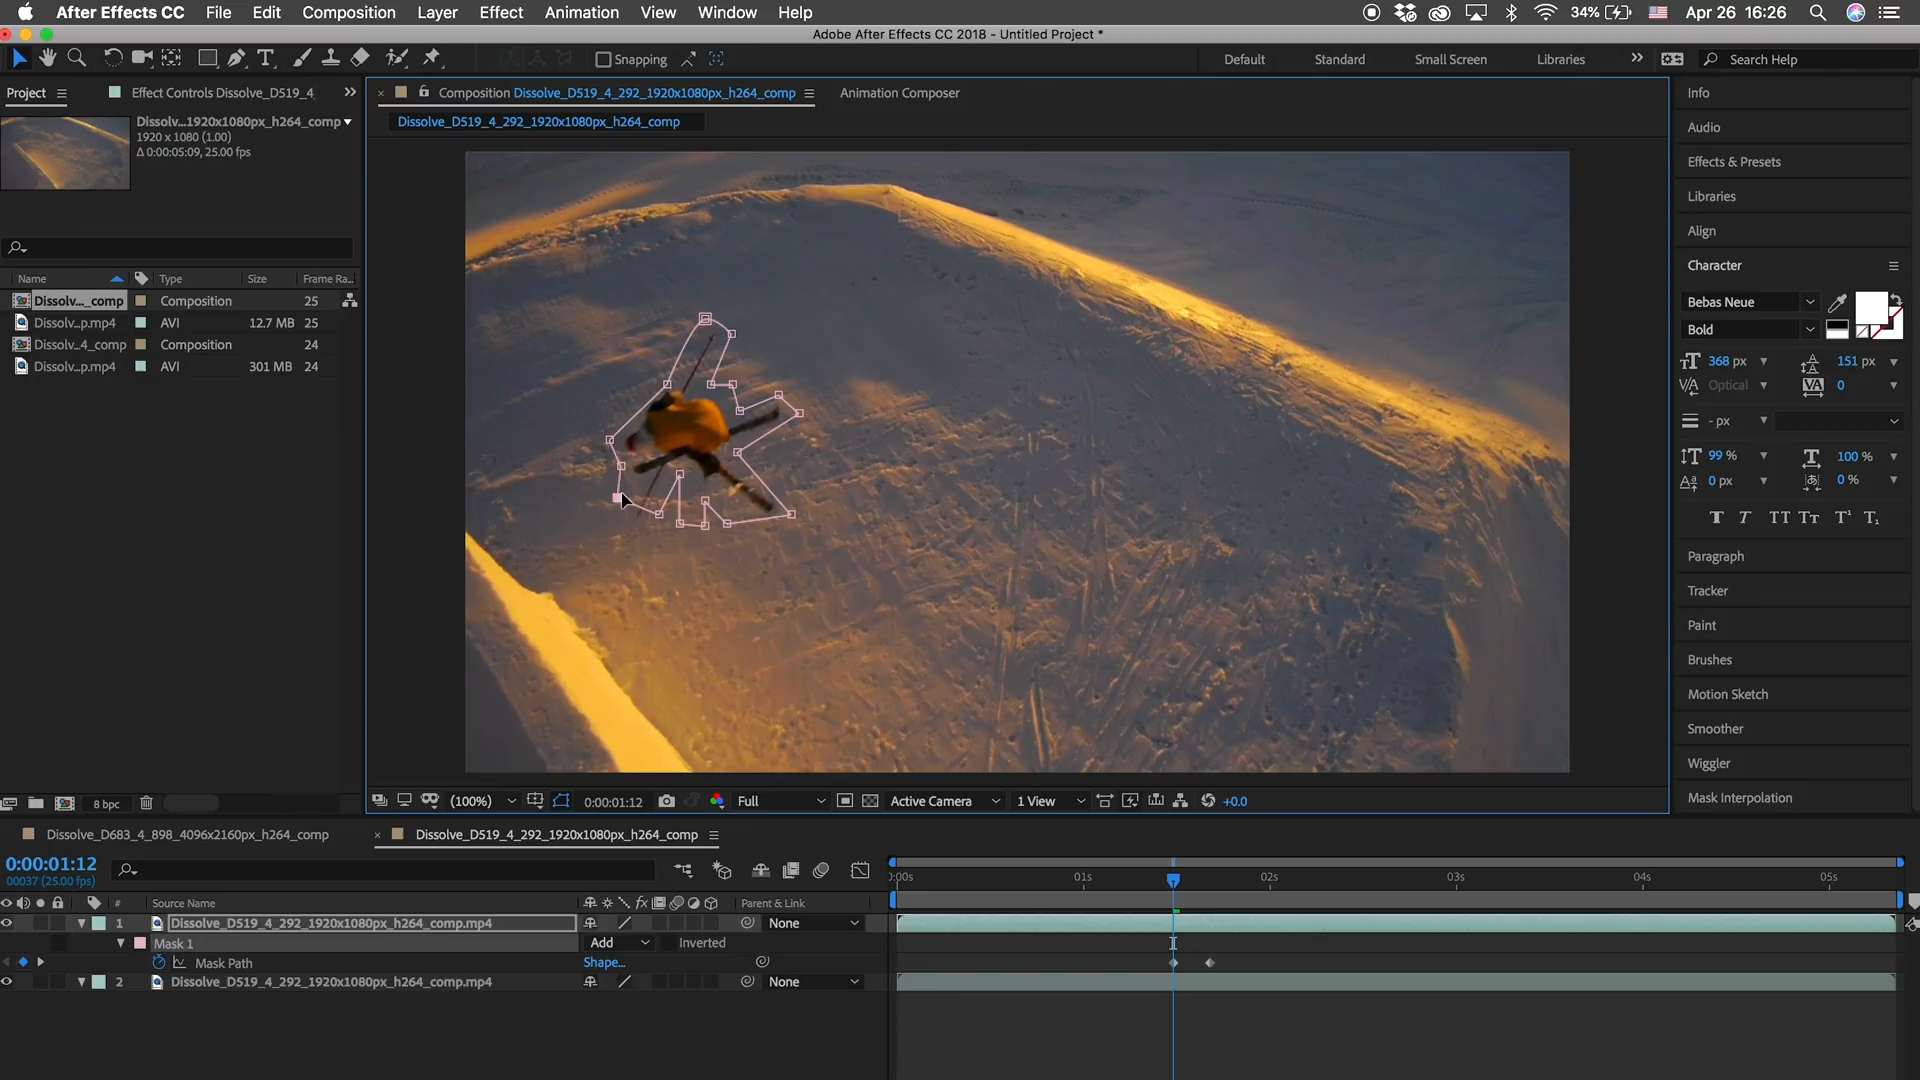 After Effects CC File Edit Composition Layer Effect Animation View Window Help 34% Apr 26 16:26
Adobe After Effects CC 2018 - Untitled Project *
Snapping Default Standard Small Screen Libraries Search Help
Project Effect Controls Dissolve_D519_4_
Composition Dissolve_D519_4_292_1920x1080px_h264_comp Animation Composer
Dissolve_D519_4_292_1920x1080px_h264_comp
Dissolv...1920x1080px_h264_comp
1920 x 1080 (1.00)
Δ 0:00:05:09, 25.00 fps
Name Type Size Frame Ra...
Dissolv..._comp Composition 25
Dissolv...p.mp4 AVI 12.7 MB 25
Dissolv...4_comp Composition 24
Dissolv...p.mp4 AVI 301 MB 24
8 bpc
Info
Audio
Effects & Presets
Libraries
Align
Character
Bebas Neue
Bold
368 px 151 px
Optical 0
- px
99 % 100 %
0 px 0 %
T T TT Tт T¹ T₁
Paragraph
Tracker
Paint
Brushes
Motion Sketch
Smoother
Wiggler
Mask Interpolation
(100%) 0:00:01:12 Full Active Camera 1 View +0.0
Dissolve_D683_4_898_4096x2160px_h264_comp Dissolve_D519_4_292_1920x1080px_h264_comp
0:00:01:12
00037 (25.00 fps)
):00s 01s 02s 03s 04s 05s
# Source Name fx Parent & Link
1 Dissolve_D519_4_292_1920x1080px_h264_comp.mp4 None
Mask 1 Add Inverted
Mask Path Shape...
2 Dissolve_D519_4_292_1920x1080px_h264_comp.mp4 None